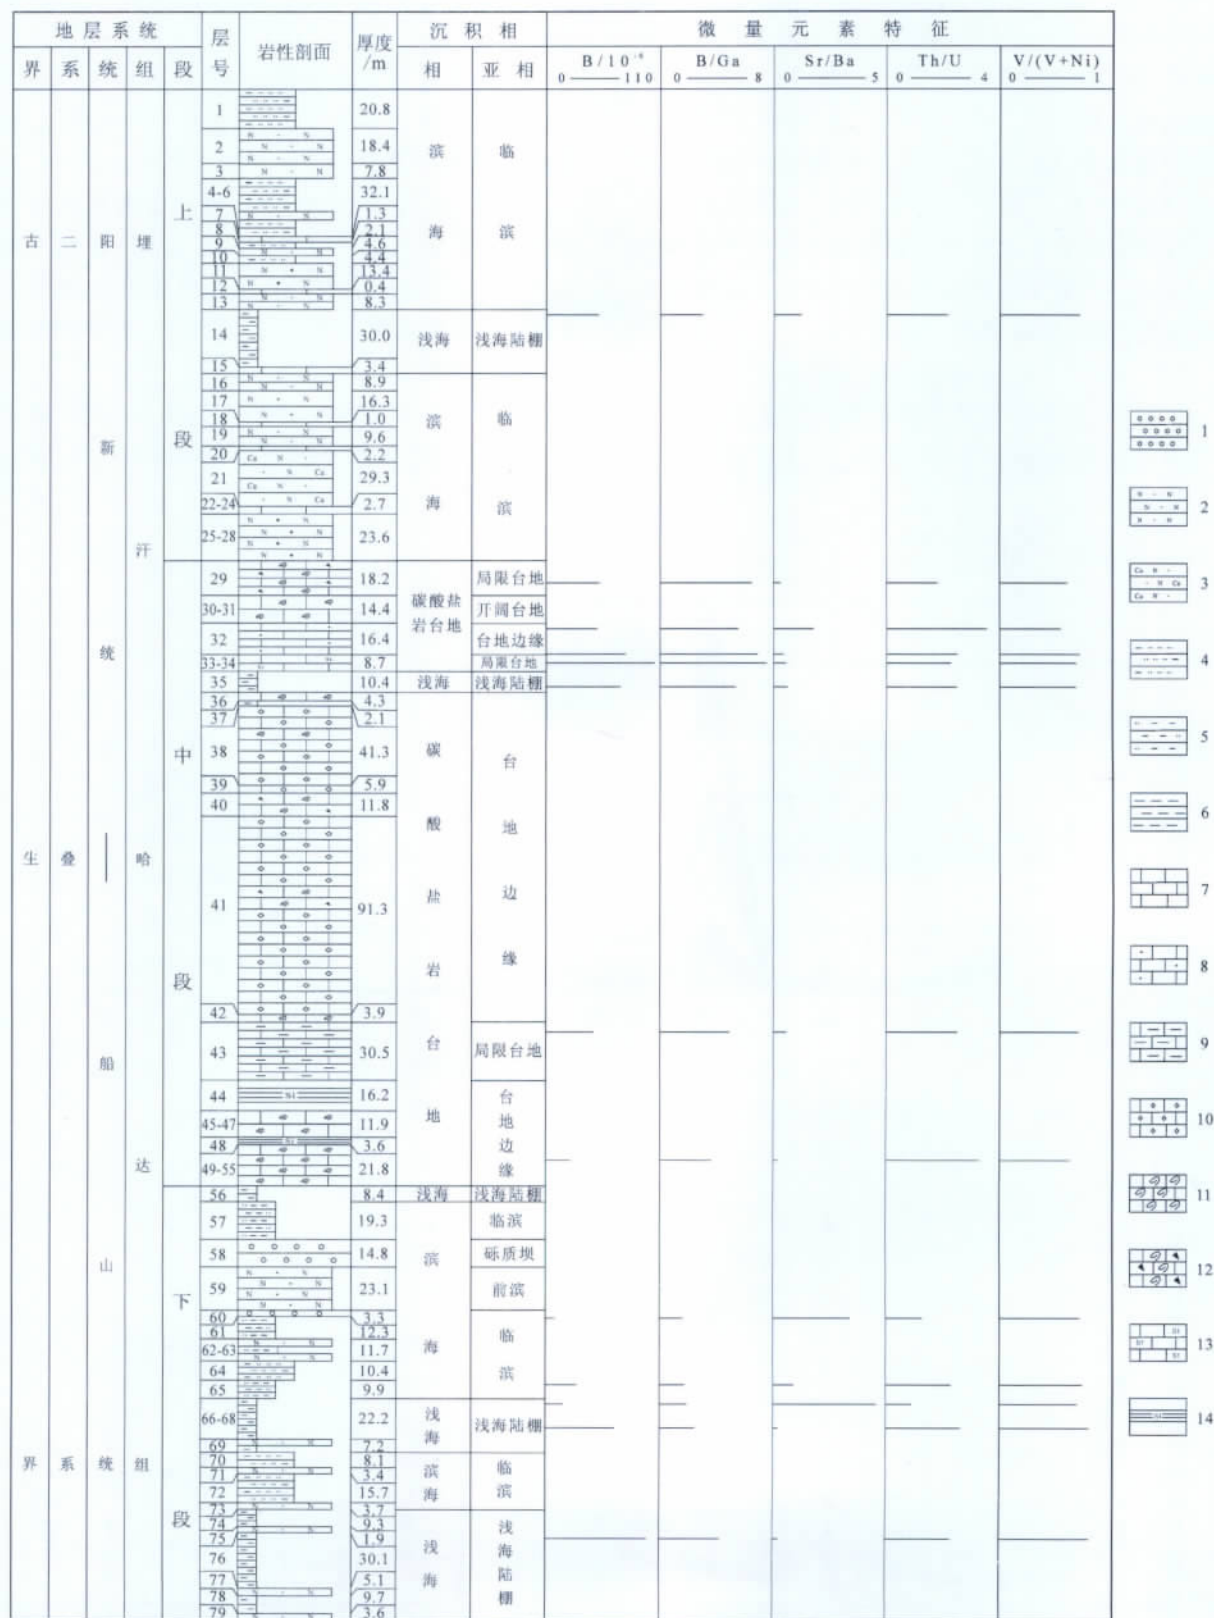 地层系统 层号 岩性剖面 厚度/m 沉积相 微量元素特征
界 系 统 组 段 相 亚相 B/10⁻⁶ B/Ga Sr/Ba Th/U V/(V+Ni)
0 110 0 8 0 5 0 4 0 1
古生界
二叠系
阳新统—船山统
埋汗哈达组
上段
1 20.8 滨海 临滨
2 18.4
3 7.8
4-6 32.1
7 1.3
8 2.1
9 4.6
10 4.4
11 13.4
12 0.4
13 8.3
14 30.0 浅海 浅海陆棚
15 3.4
16 8.9 滨海 临滨
17 16.3
18 1.0
19 9.6
20 2.2
21 29.3
22-24 2.7
25-28 23.6
中段
29 18.2 碳酸盐岩台地 局限台地
30-31 14.4 开阔台地
32 16.4 台地边缘
33-34 8.7 局限台地
35 10.4 浅海 浅海陆棚
36 4.3 碳酸盐岩台地 台地边缘
37 2.1
38 41.3
39 5.9
40 11.8
41 91.3
42 3.9
43 30.5 局限台地
44 16.2 台地边缘
45-47 11.9
48 3.6
49-55 21.8
下段
56 8.4 浅海 浅海陆棚
57 19.3 滨海 临滨
58 14.8 砾质坝
59 23.1 前滨
60 3.3 临滨
61 12.3
62-63 11.7
64 10.4
65 9.9
66-68 22.2 浅海 浅海陆棚
69 7.2
70 8.1 滨海 临滨
71 3.4
72 15.7
73 3.7 浅海 浅海陆棚
74 9.3
75 1.9
76 30.1
77 5.1
78 9.7
79 3.6
1
2
3
4
5
6
7
8
9
10
11
12
13
14